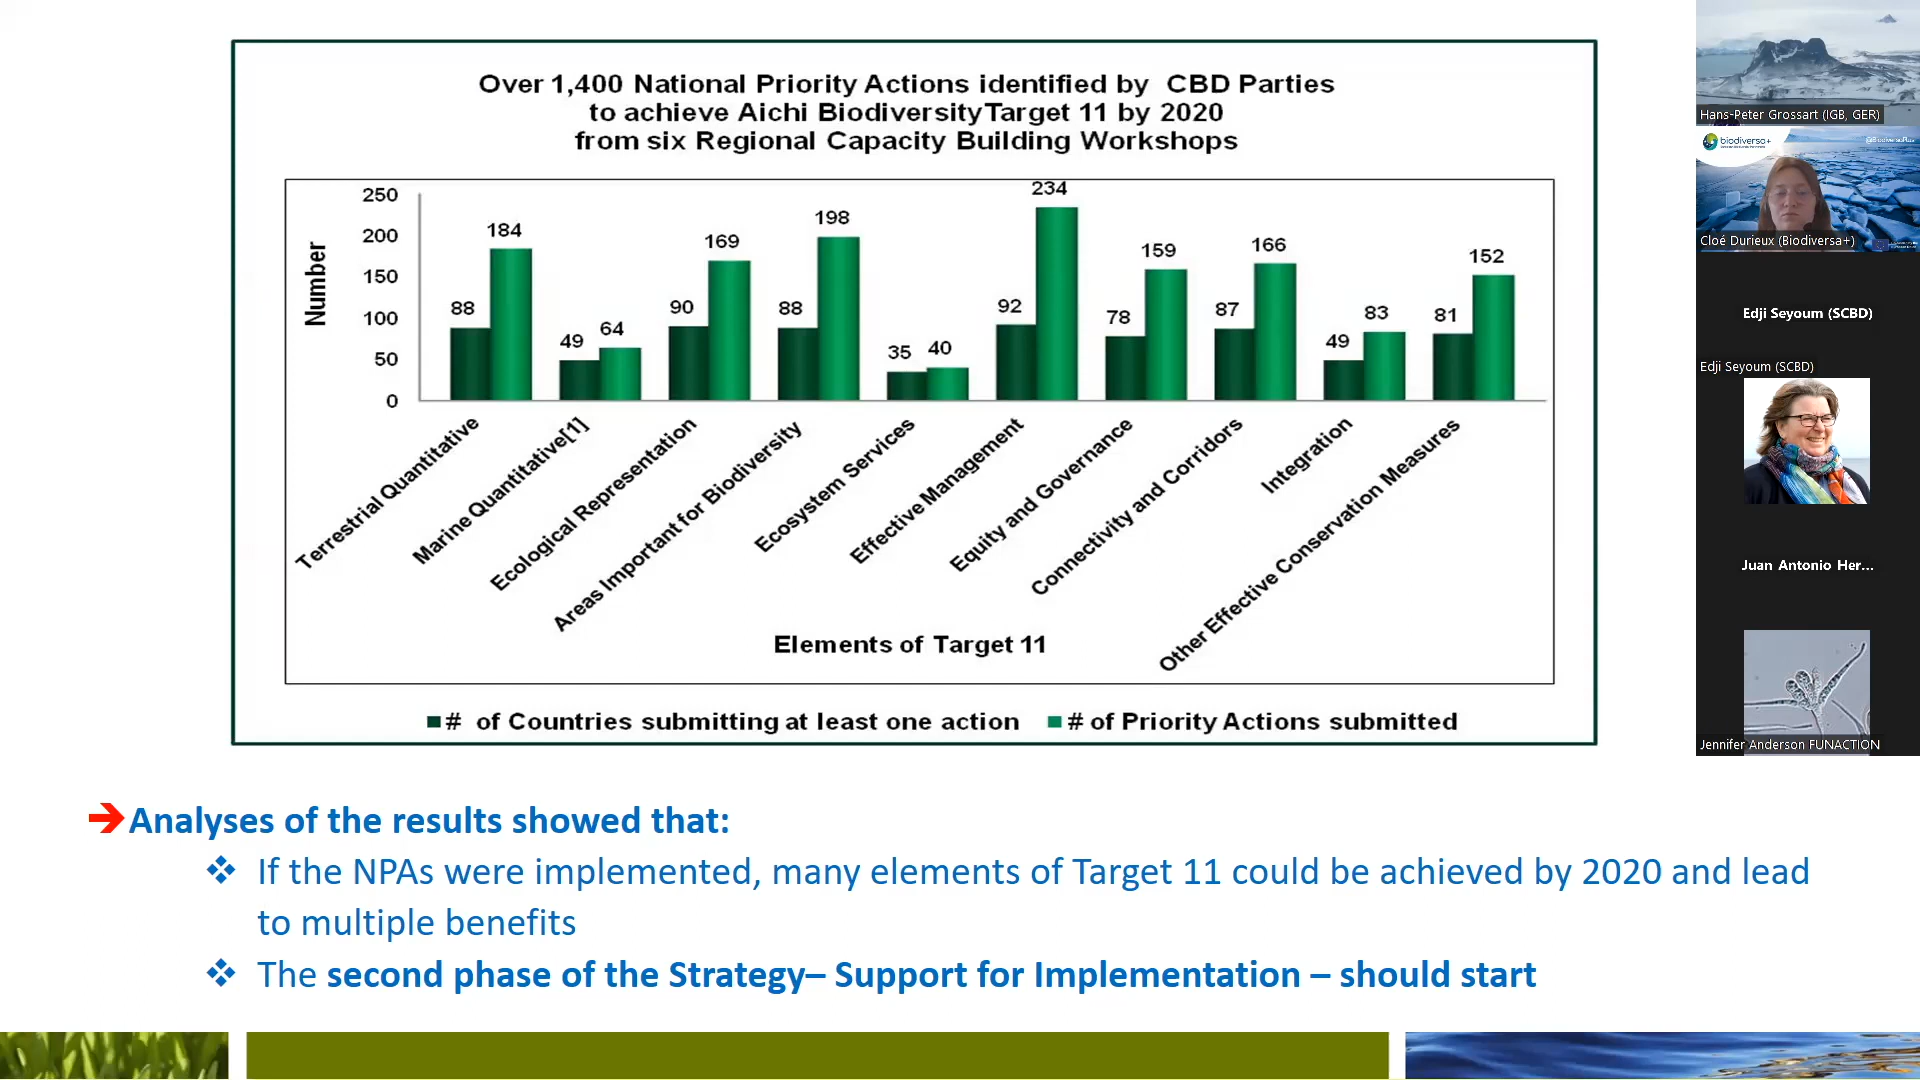 Over 1,400 National Priority Actions identified by CBD Parties
to achieve Aichi BiodiversityTarget 11 by 2020
from six Regional Capacity Building Workshops
Number
250
200
150
100
50
0
88
184
49
64
90
169
88
198
35
40
92
234
78
159
87
166
49
83
81
152
Terrestrial Quantitative
Marine Quantitative[1]
Ecological Representation
Areas Important for Biodiversity
Ecosystem Services
Effective Management
Equity and Governance
Connectivity and Corridors
Integration
Other Effective Conservation Measures
Elements of Target 11
# of Countries submitting at least one action
# of Priority Actions submitted
Analyses of the results showed that:
If the NPAs were implemented, many elements of Target 11 could be achieved by 2020 and lead
to multiple benefits
The second phase of the Strategy– Support for Implementation – should start
Hans-Peter Grossart (IGB, GER)
biodiversa+
Cloé Durieux (Biodiversa+)
Edji Seyoum (SCBD)
Edji Seyoum (SCBD)
Juan Antonio Her...
Jennifer Anderson FUNACTION